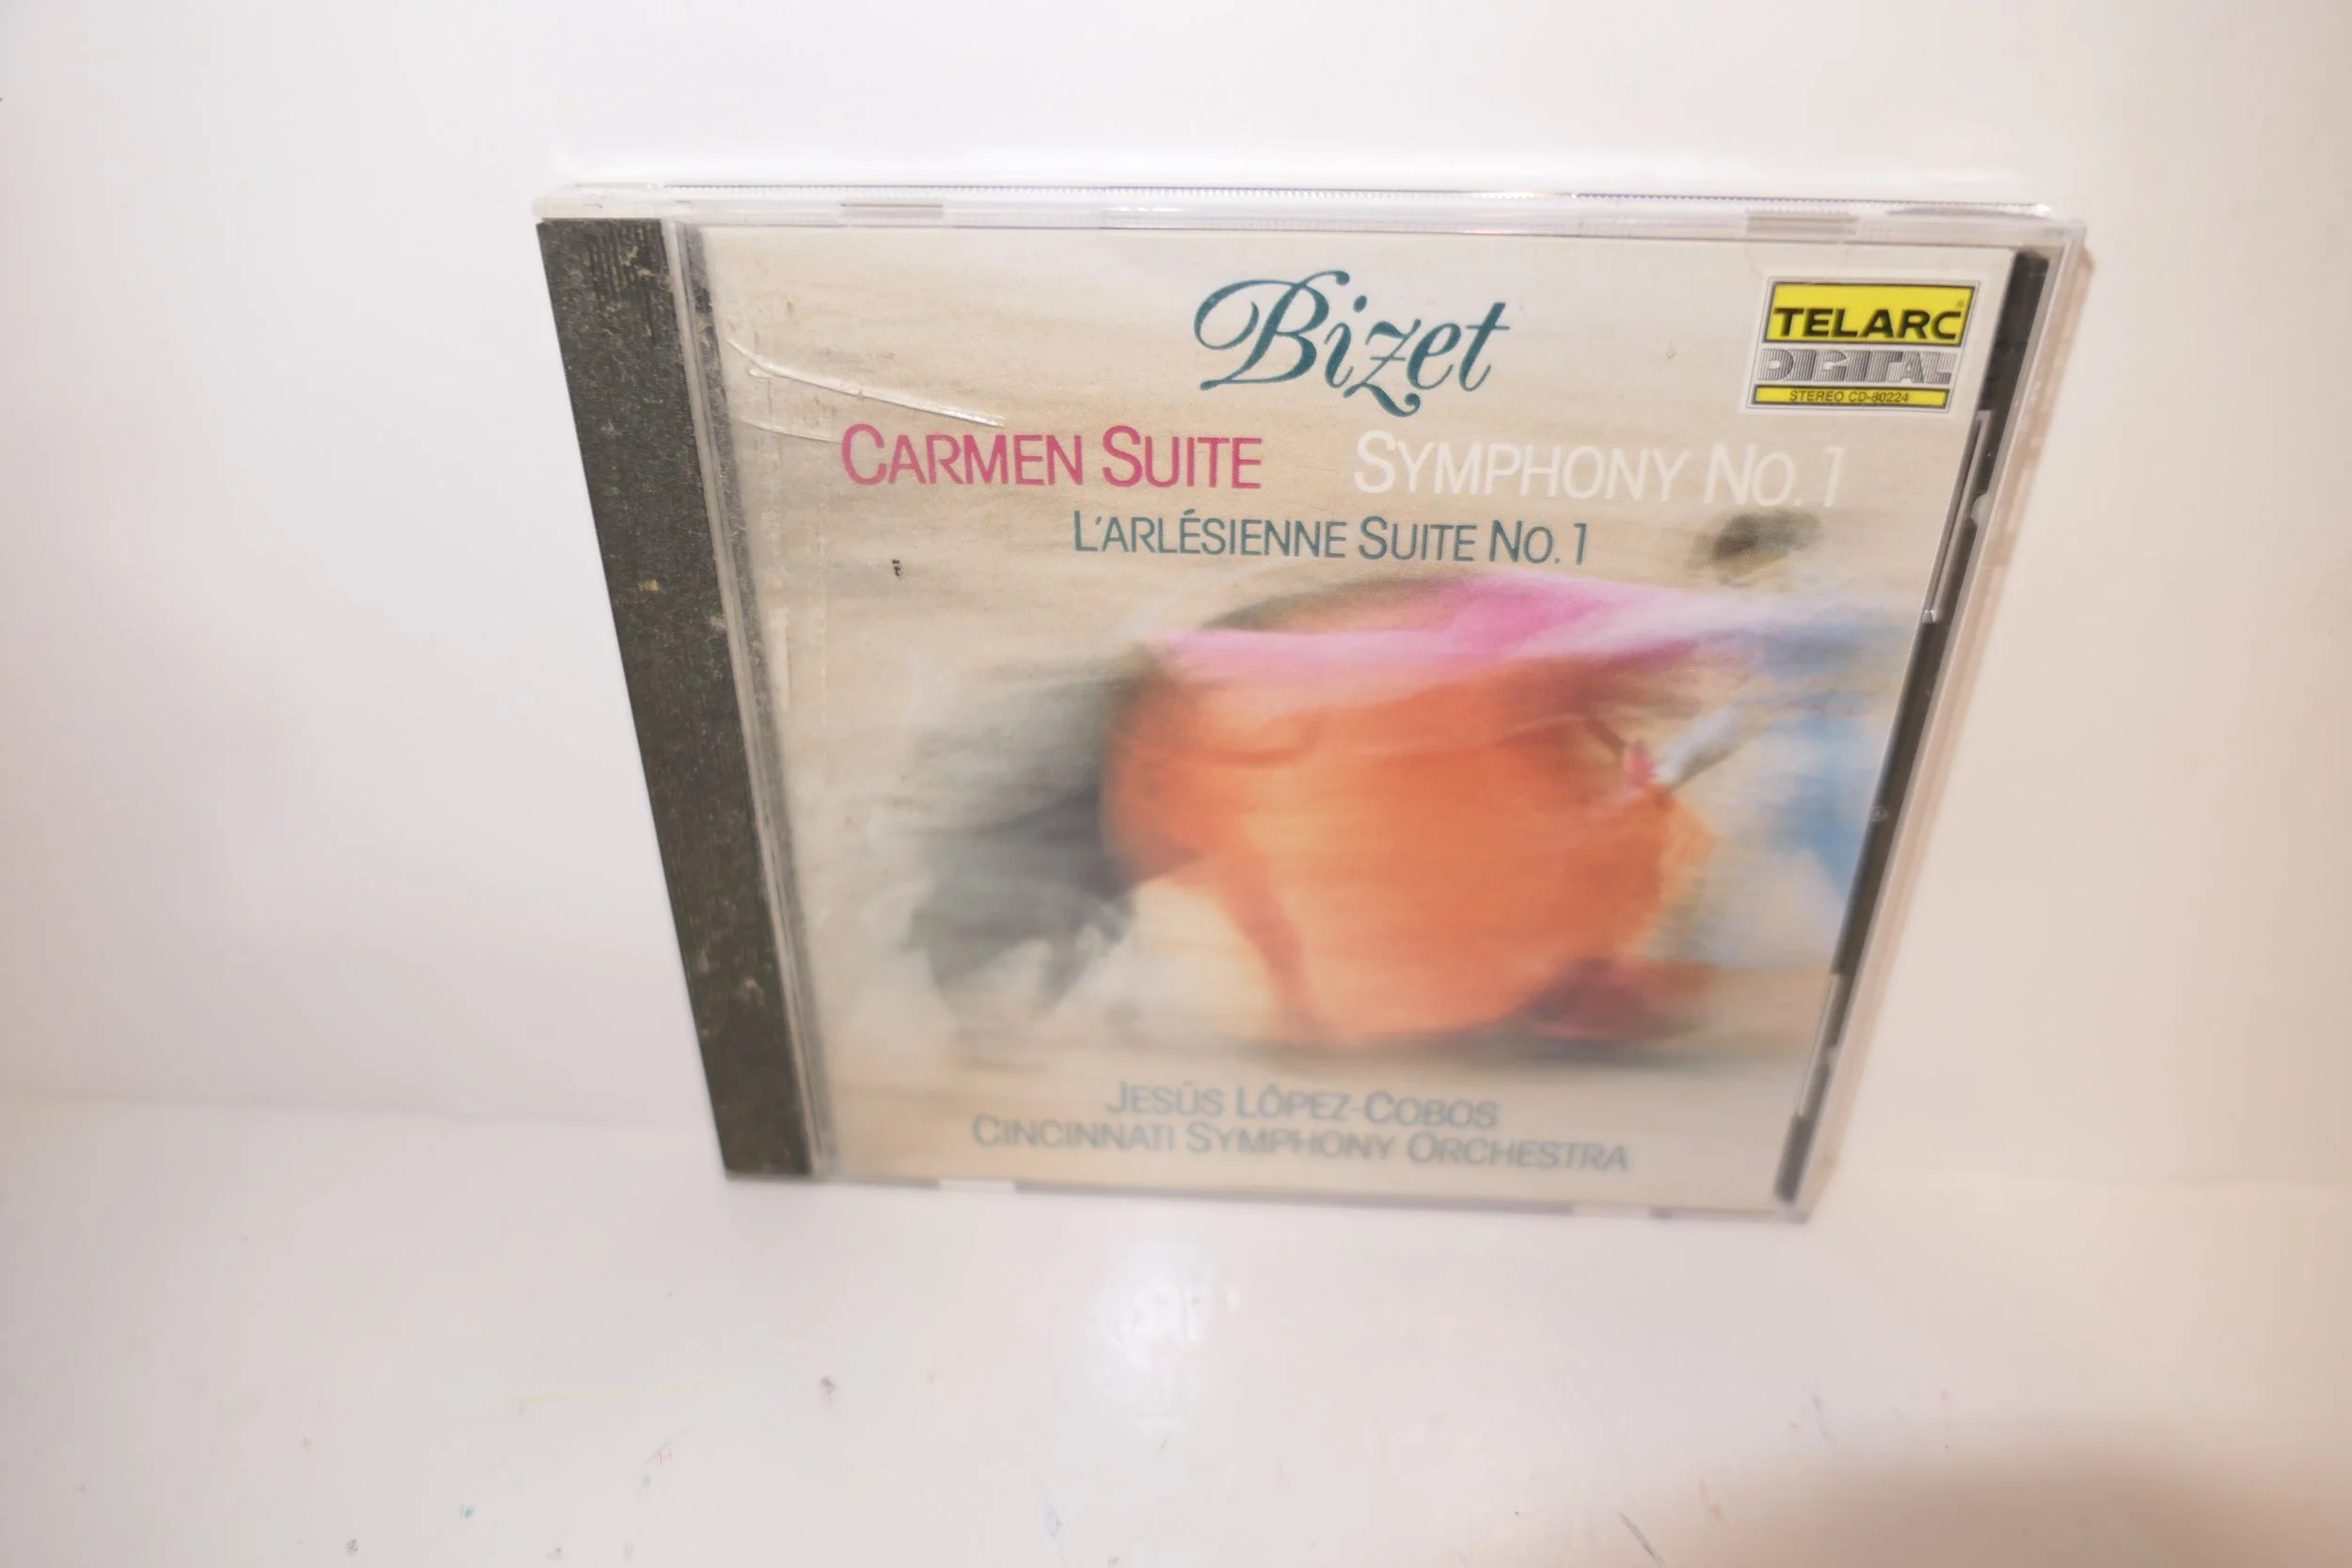 Bizet
TELARC®
DIGITAL
STEREO CD-80224
CARMEN SUITE
SYMPHONY NO. 1
L'ARLÉSIENNE SUITE NO. 1
JESÚS LÓPEZ-COBOS
CINCINNATI SYMPHONY ORCHESTRA